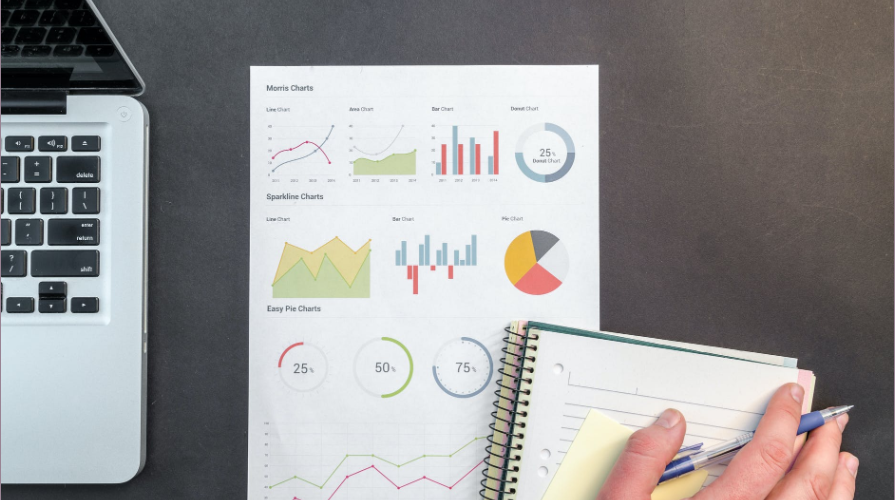 Morris Charts
Line Chart
Area Chart
Bar Chart
Donut Chart
25%
Donut Chart
Sparkline Charts
Line Chart
Bar Chart
Pie Chart
Easy Pie Charts
25%
50%
75%
delete
enter
return
shift